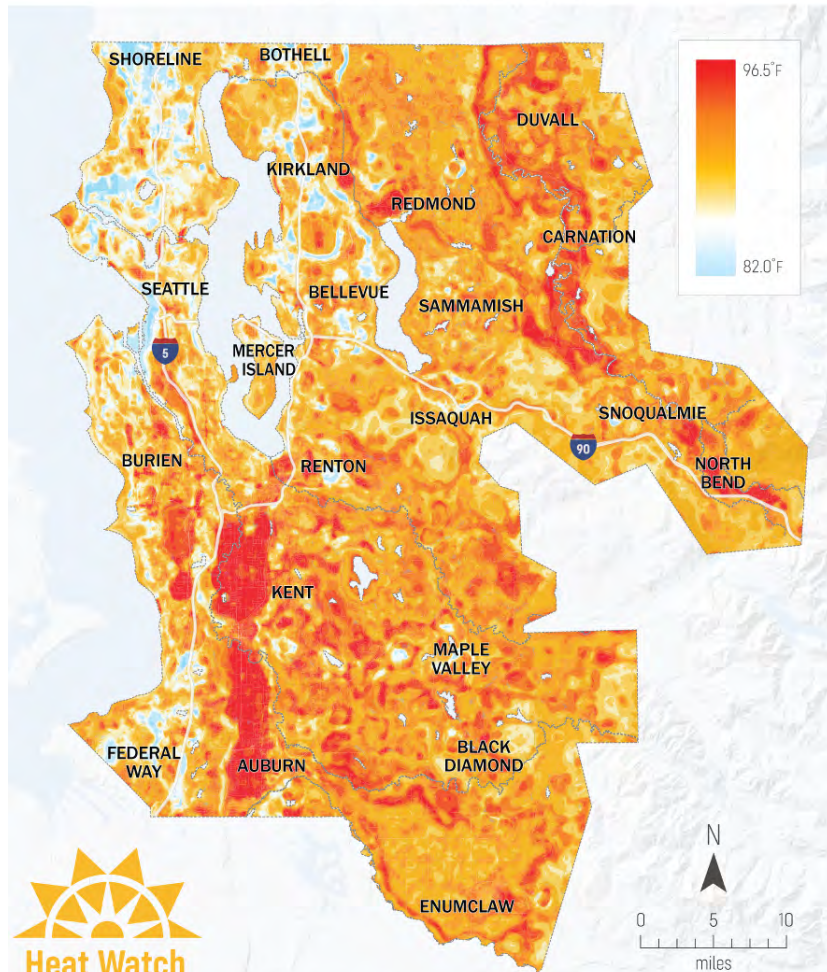 SHORELINE
BOTHELL
96.5°F
DUVALL
KIRKLAND
REDMOND
CARNATION
82.0°F
SEATTLE
BELLEVUE
SAMMAMISH
5
MERCER
ISLAND
ISSAQUAH
SNOQUALMIE
90
BURIEN
RENTON
NORTH
BEND
KENT
MAPLE
VALLEY
FEDERAL
WAY
AUBURN
BLACK
DIAMOND
N
ENUMCLAW
0 5 10
miles
Heat Watch